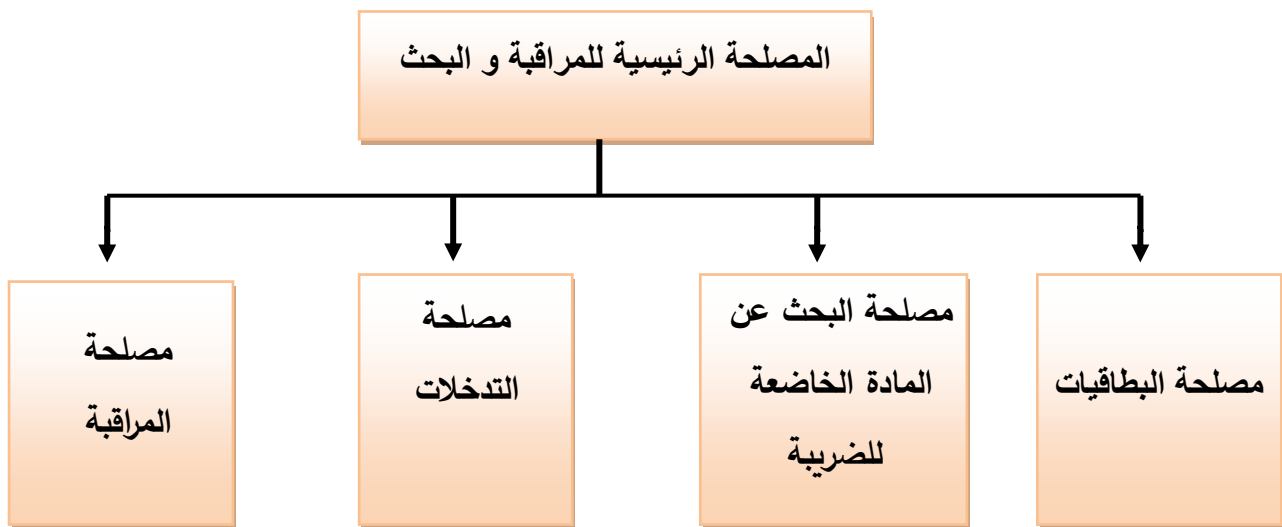 المصلحة الرئيسية للمراقبة و البحث
مصلحة البطاقيات
مصلحة البحث عن
المادة الخاضعة
للضريبة
مصلحة
التدخلات
مصلحة
المراقبة